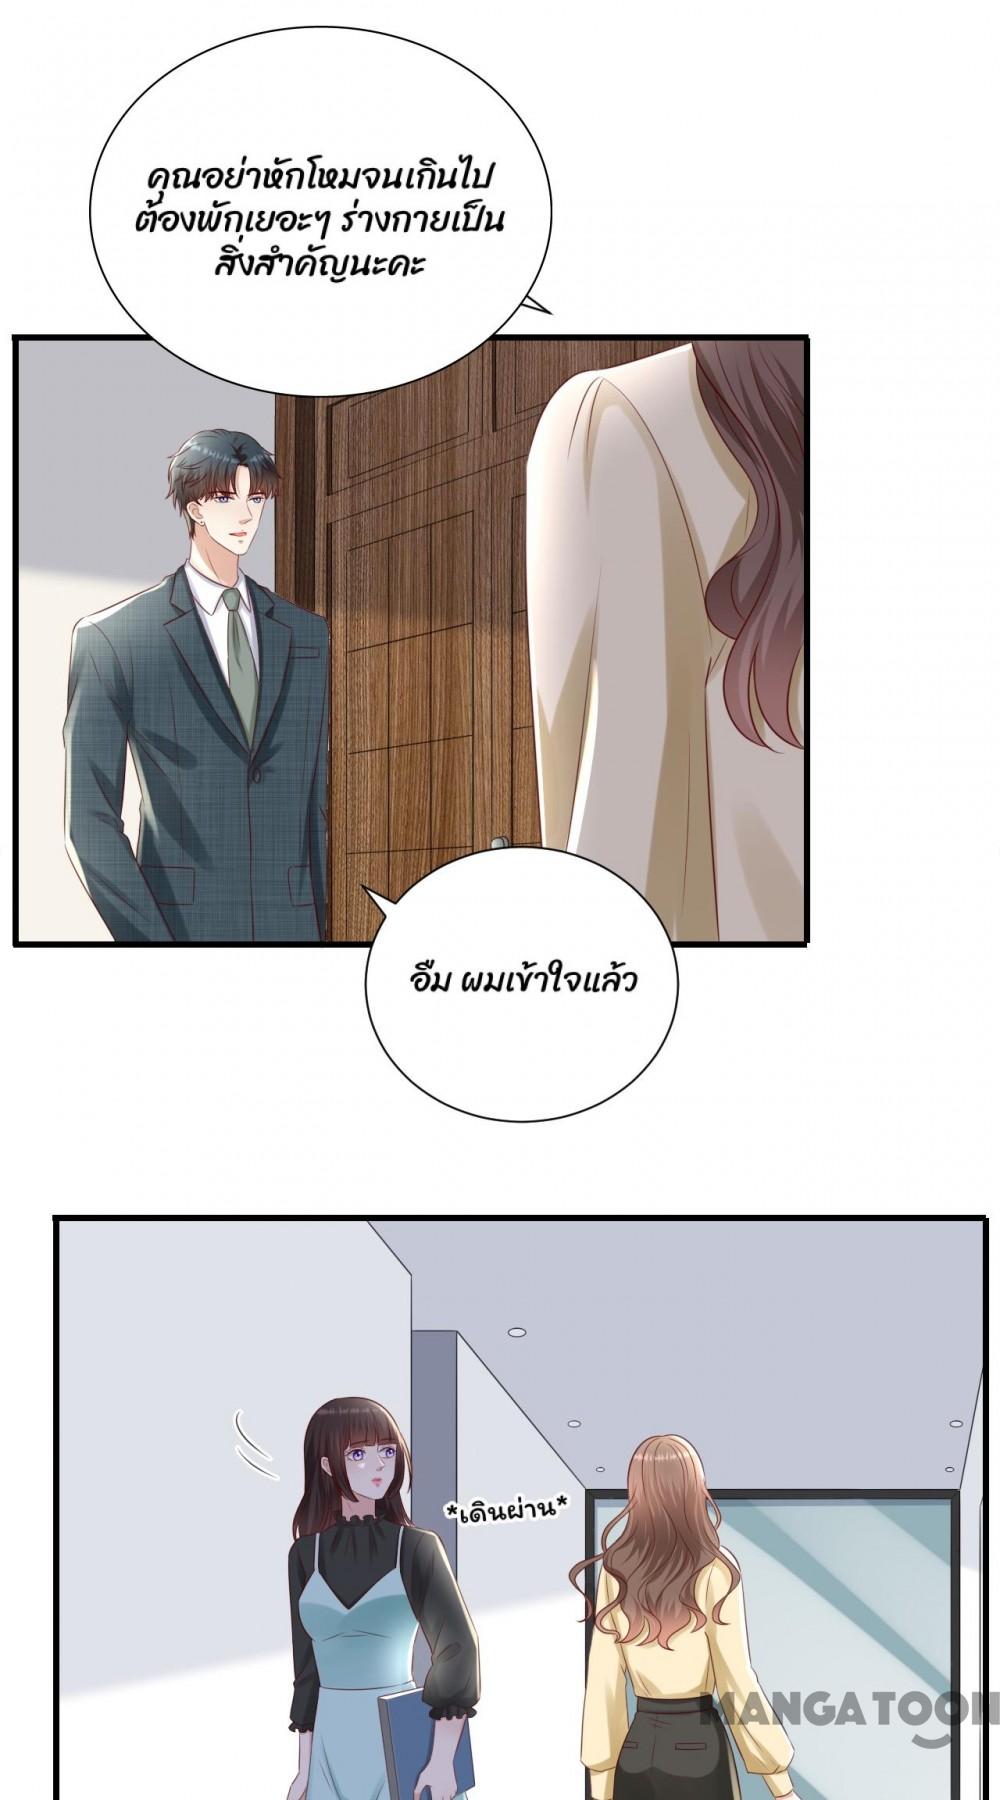 คุณอย่าหักโหมจนเกินไป
ต้องพักเยอะๆ ร่างกายเป็น
สิ่งสำคัญนะคะ
อืม ผมเข้าใจแล้ว
*เดินผ่าน*
MANGATOON